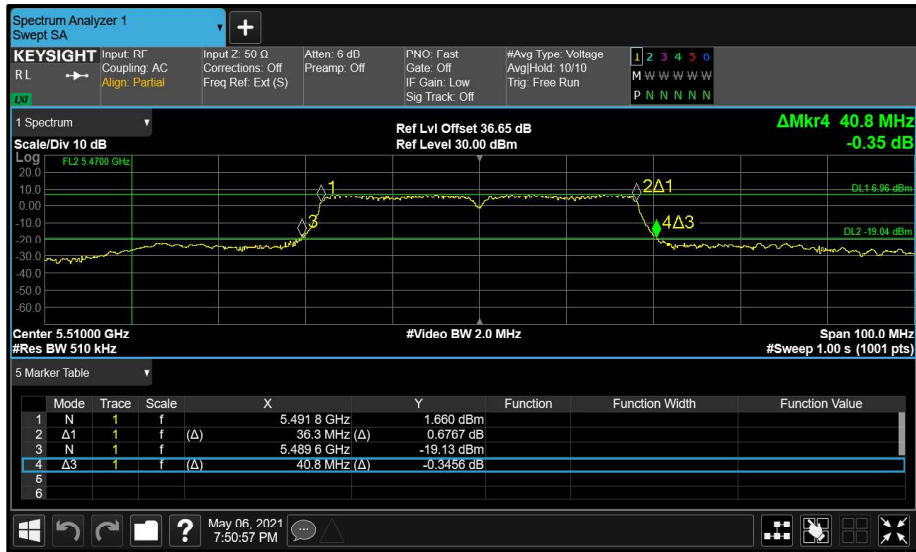 Spectrum Analyzer 1
Swept SA
+
KEYSIGHT Input: RF Input Z: 50 Ω Atten: 6 dB PNO: Fast #Avg Type: Voltage 1 2 3 4 5 6
RL Coupling: AC Corrections: Off Preamp: Off Gate: Off Avg|Hold: 10/10 M W W W W W
Align: Partial Freq Ref: Ext (S) IF Gain: Low Trig: Free Run
LXI Sig Track: Off P N N N N N
1 Spectrum Ref Lvl Offset 36.65 dB ΔMkr4 40.8 MHz
Scale/Div 10 dB Ref Level 30.00 dBm -0.35 dB
Log FL2 5.4700 GHz
20.0
10.0 1 2Δ1 DL1 6.96 dBm
0.00
-10.0 3 4Δ3
-20.0 DL2 -19.04 dBm
-30.0
-40.0
-50.0
-60.0
Center 5.51000 GHz #Video BW 2.0 MHz Span 100.0 MHz
#Res BW 510 kHz #Sweep 1.00 s (1001 pts)
5 Marker Table
Mode Trace Scale X Y Function Function Width Function Value
1 N 1 f 5.491 8 GHz 1.660 dBm
2 Δ1 1 f (Δ) 36.3 MHz (Δ) 0.6767 dB
3 N 1 f 5.489 6 GHz -19.13 dBm
4 Δ3 1 f (Δ) 40.8 MHz (Δ) -0.3456 dB
5
6
? May 06, 2021
7:50:57 PM